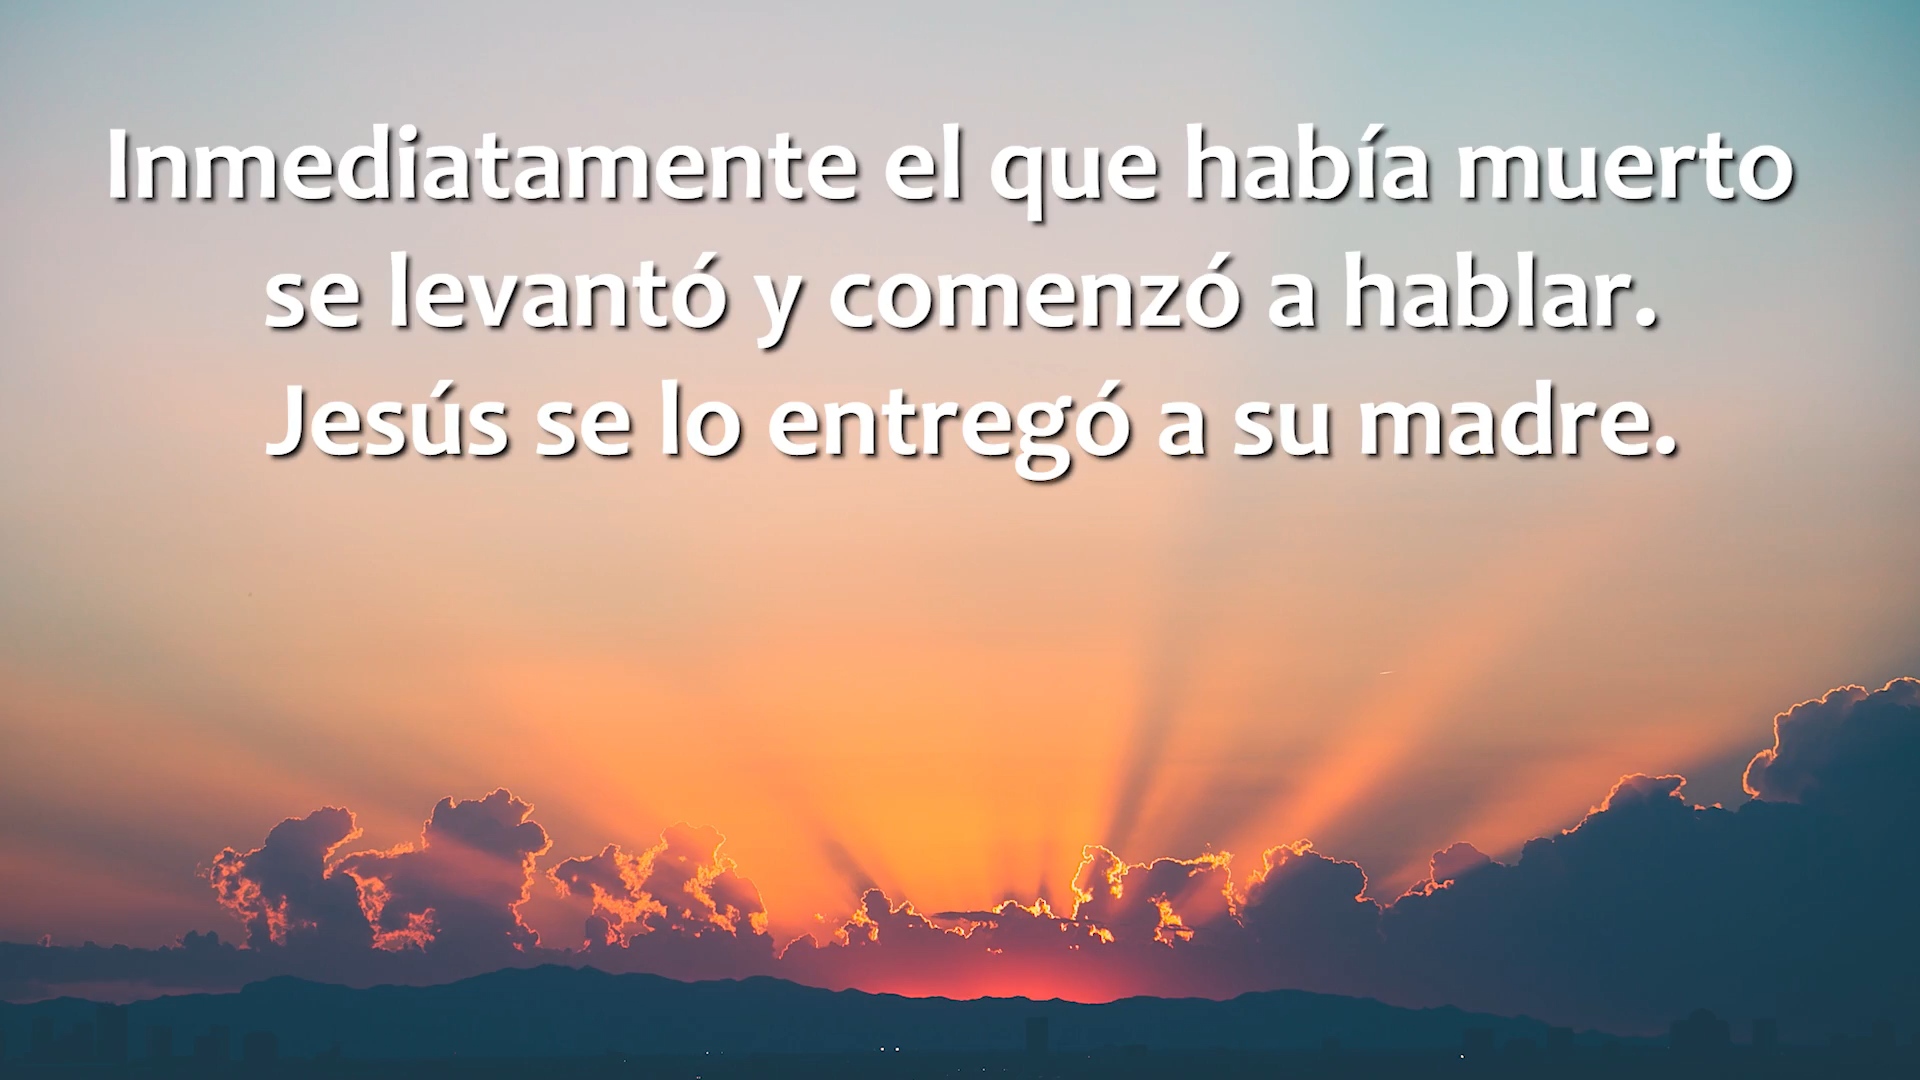 Inmediatamente el que había muerto
se levantó y comenzó a hablar.
Jesús se lo entregó a su madre.